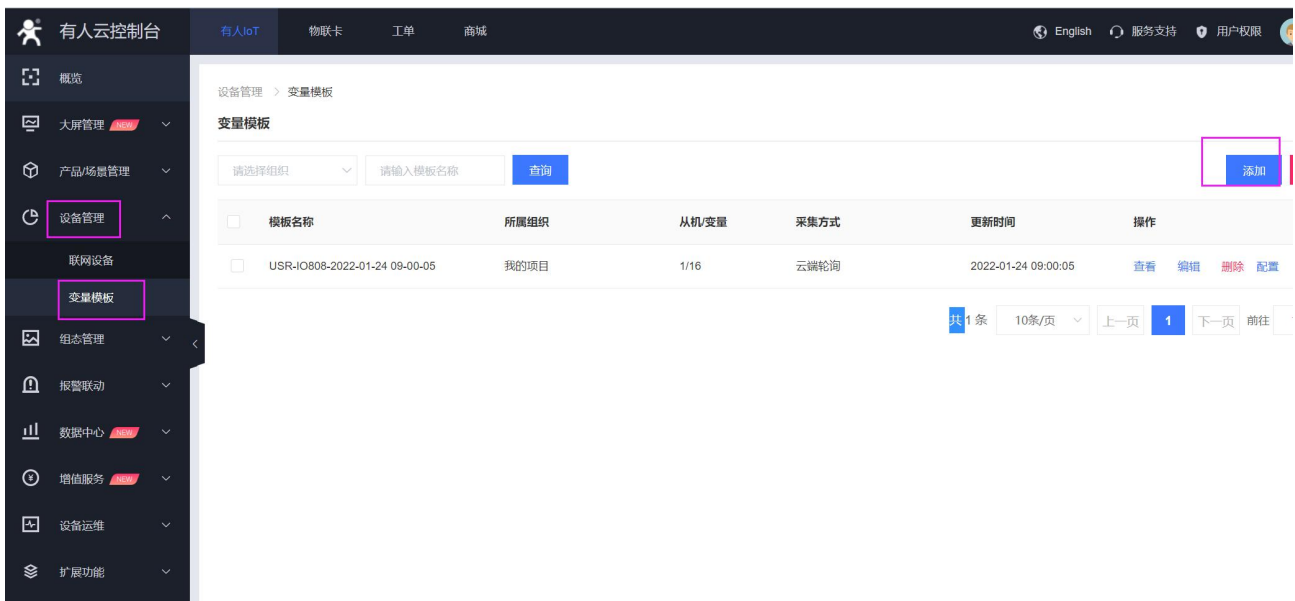 有人云控制台 有人IoT 物联卡 工单 商城 English 服务支持 用户权限
概览
大屏管理 NEW
产品/场景管理
设备管理
联网设备
变量模板
组态管理
报警联动
数据中心 NEW
增值服务 NEW
设备运维
扩展功能
设备管理 > 变量模板
变量模板
请选择组织 请输入模板名称 查询 添加
模板名称 所属组织 从机/变量 采集方式 更新时间 操作
USR-IO808-2022-01-24 09-00-05 我的项目 1/16 云端轮询 2022-01-24 09:00:05 查看 编辑 删除 配置
共 1 条 10条/页 上一页 1 下一页 前往